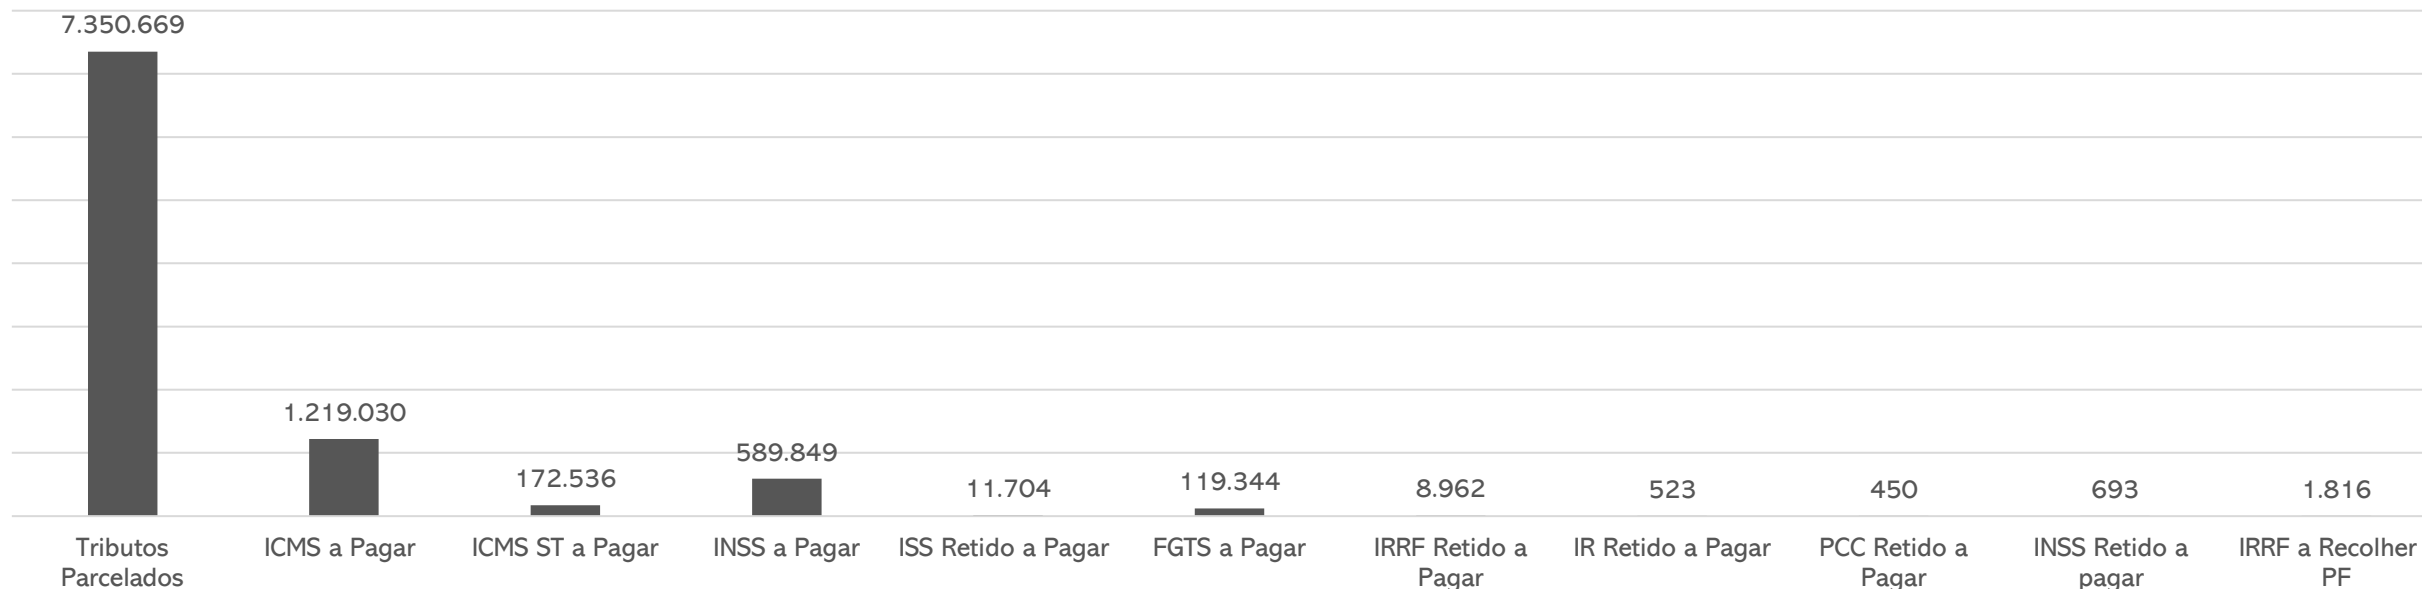 7.350.669
1.219.030
172.536
589.849
11.704
119.344
8.962
523
450
693
1.816
Tributos
Parcelados
ICMS a Pagar
ICMS ST a Pagar
INSS a Pagar
ISS Retido a Pagar
FGTS a Pagar
IRRF Retido a
Pagar
IR Retido a Pagar
PCC Retido a
Pagar
INSS Retido a
pagar
IRRF a Recolher
PF